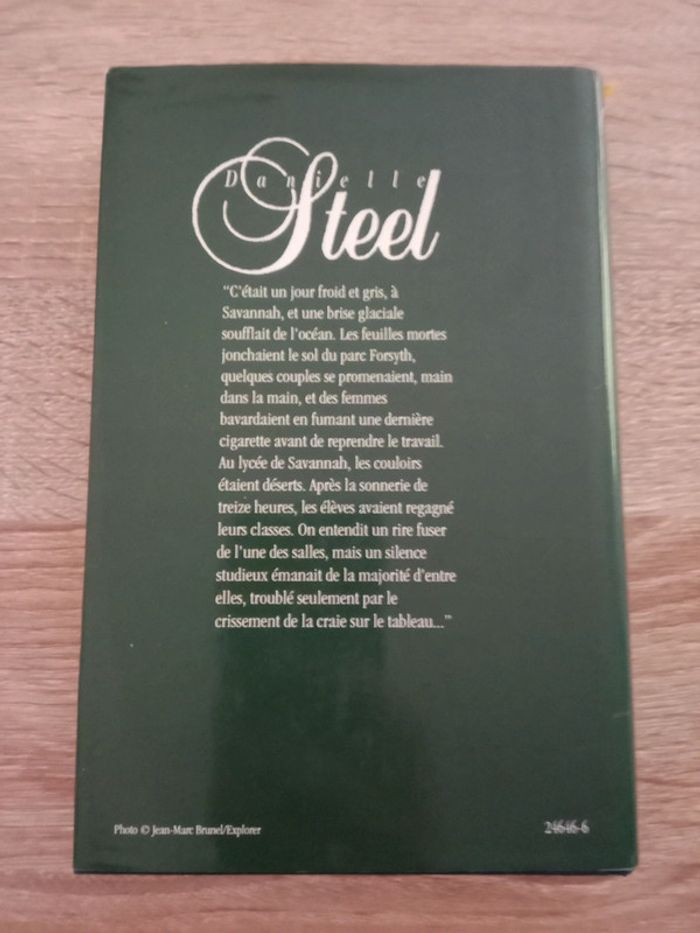 Danielle
Steel
"C'était un jour froid et gris, à
Savannah, et une brise glaciale
soufflait de l'océan. Les feuilles mortes
jonchaient le sol du parc Forsyth,
quelques couples se promenaient, main
dans la main, et des femmes
bavardaient en fumant une dernière
cigarette avant de reprendre le travail.
Au lycée de Savannah, les couloirs
étaient déserts. Après la sonnerie de
treize heures, les élèves avaient regagné
leurs classes. On entendit un rire fuser
de l'une des salles, mais un silence
studieux émanait de la majorité d'entre
elles, troublé seulement par le
crissement de la craie sur le tableau..."
Photo © Jean-Marc Brunel/Explorer
24646-6